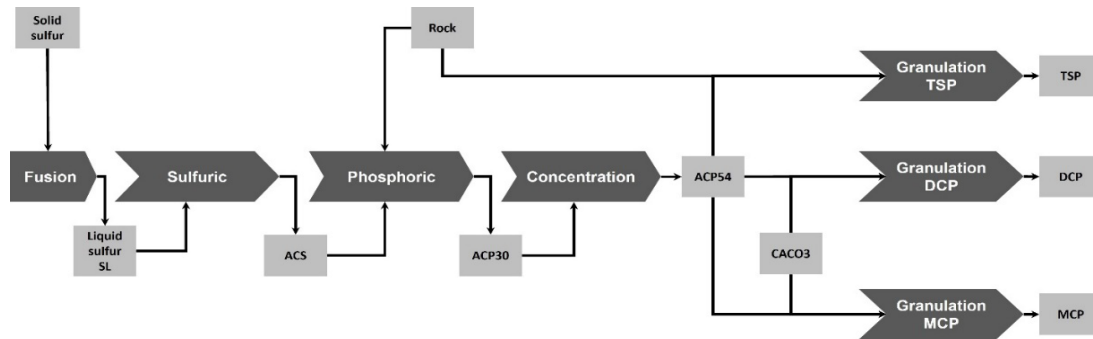 Solid
sulfur
Rock
Granulation
TSP
TSP
Fusion
Sulfuric
Phosphoric
Concentration
ACP54
Granulation
DCP
DCP
Liquid
sulfur
SL
ACS
ACP30
CACO3
Granulation
MCP
MCP